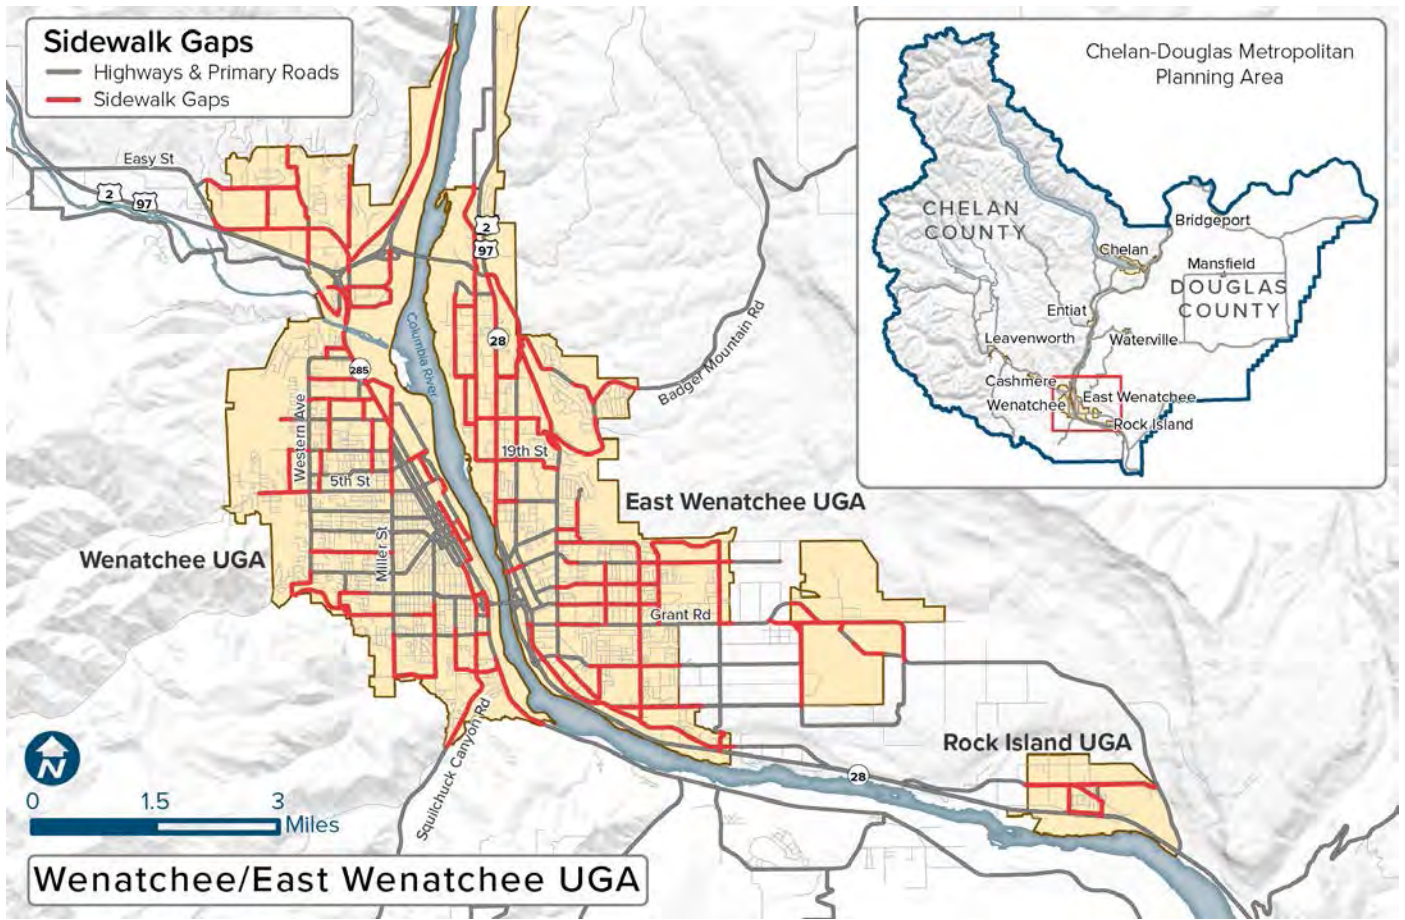 Sidewalk Gaps
Highways & Primary Roads
Sidewalk Gaps
Chelan-Douglas Metropolitan
Planning Area
CHELAN
COUNTY
Bridgeport
Chelan
Mansfield
DOUGLAS
COUNTY
Entiat
Leavenworth
Waterville
Cashmere
Wenatchee
East Wenatchee
Rock Island
Easy St
2
97
2
97
28
285
Columbia River
Badger Mountain Rd
Western Ave
19th St
5th St
East Wenatchee UGA
Miller St
Wenatchee UGA
Grant Rd
Squilchuck Canyon Rd
Rock Island UGA
28
N
0 1.5 3
Miles
Wenatchee/East Wenatchee UGA